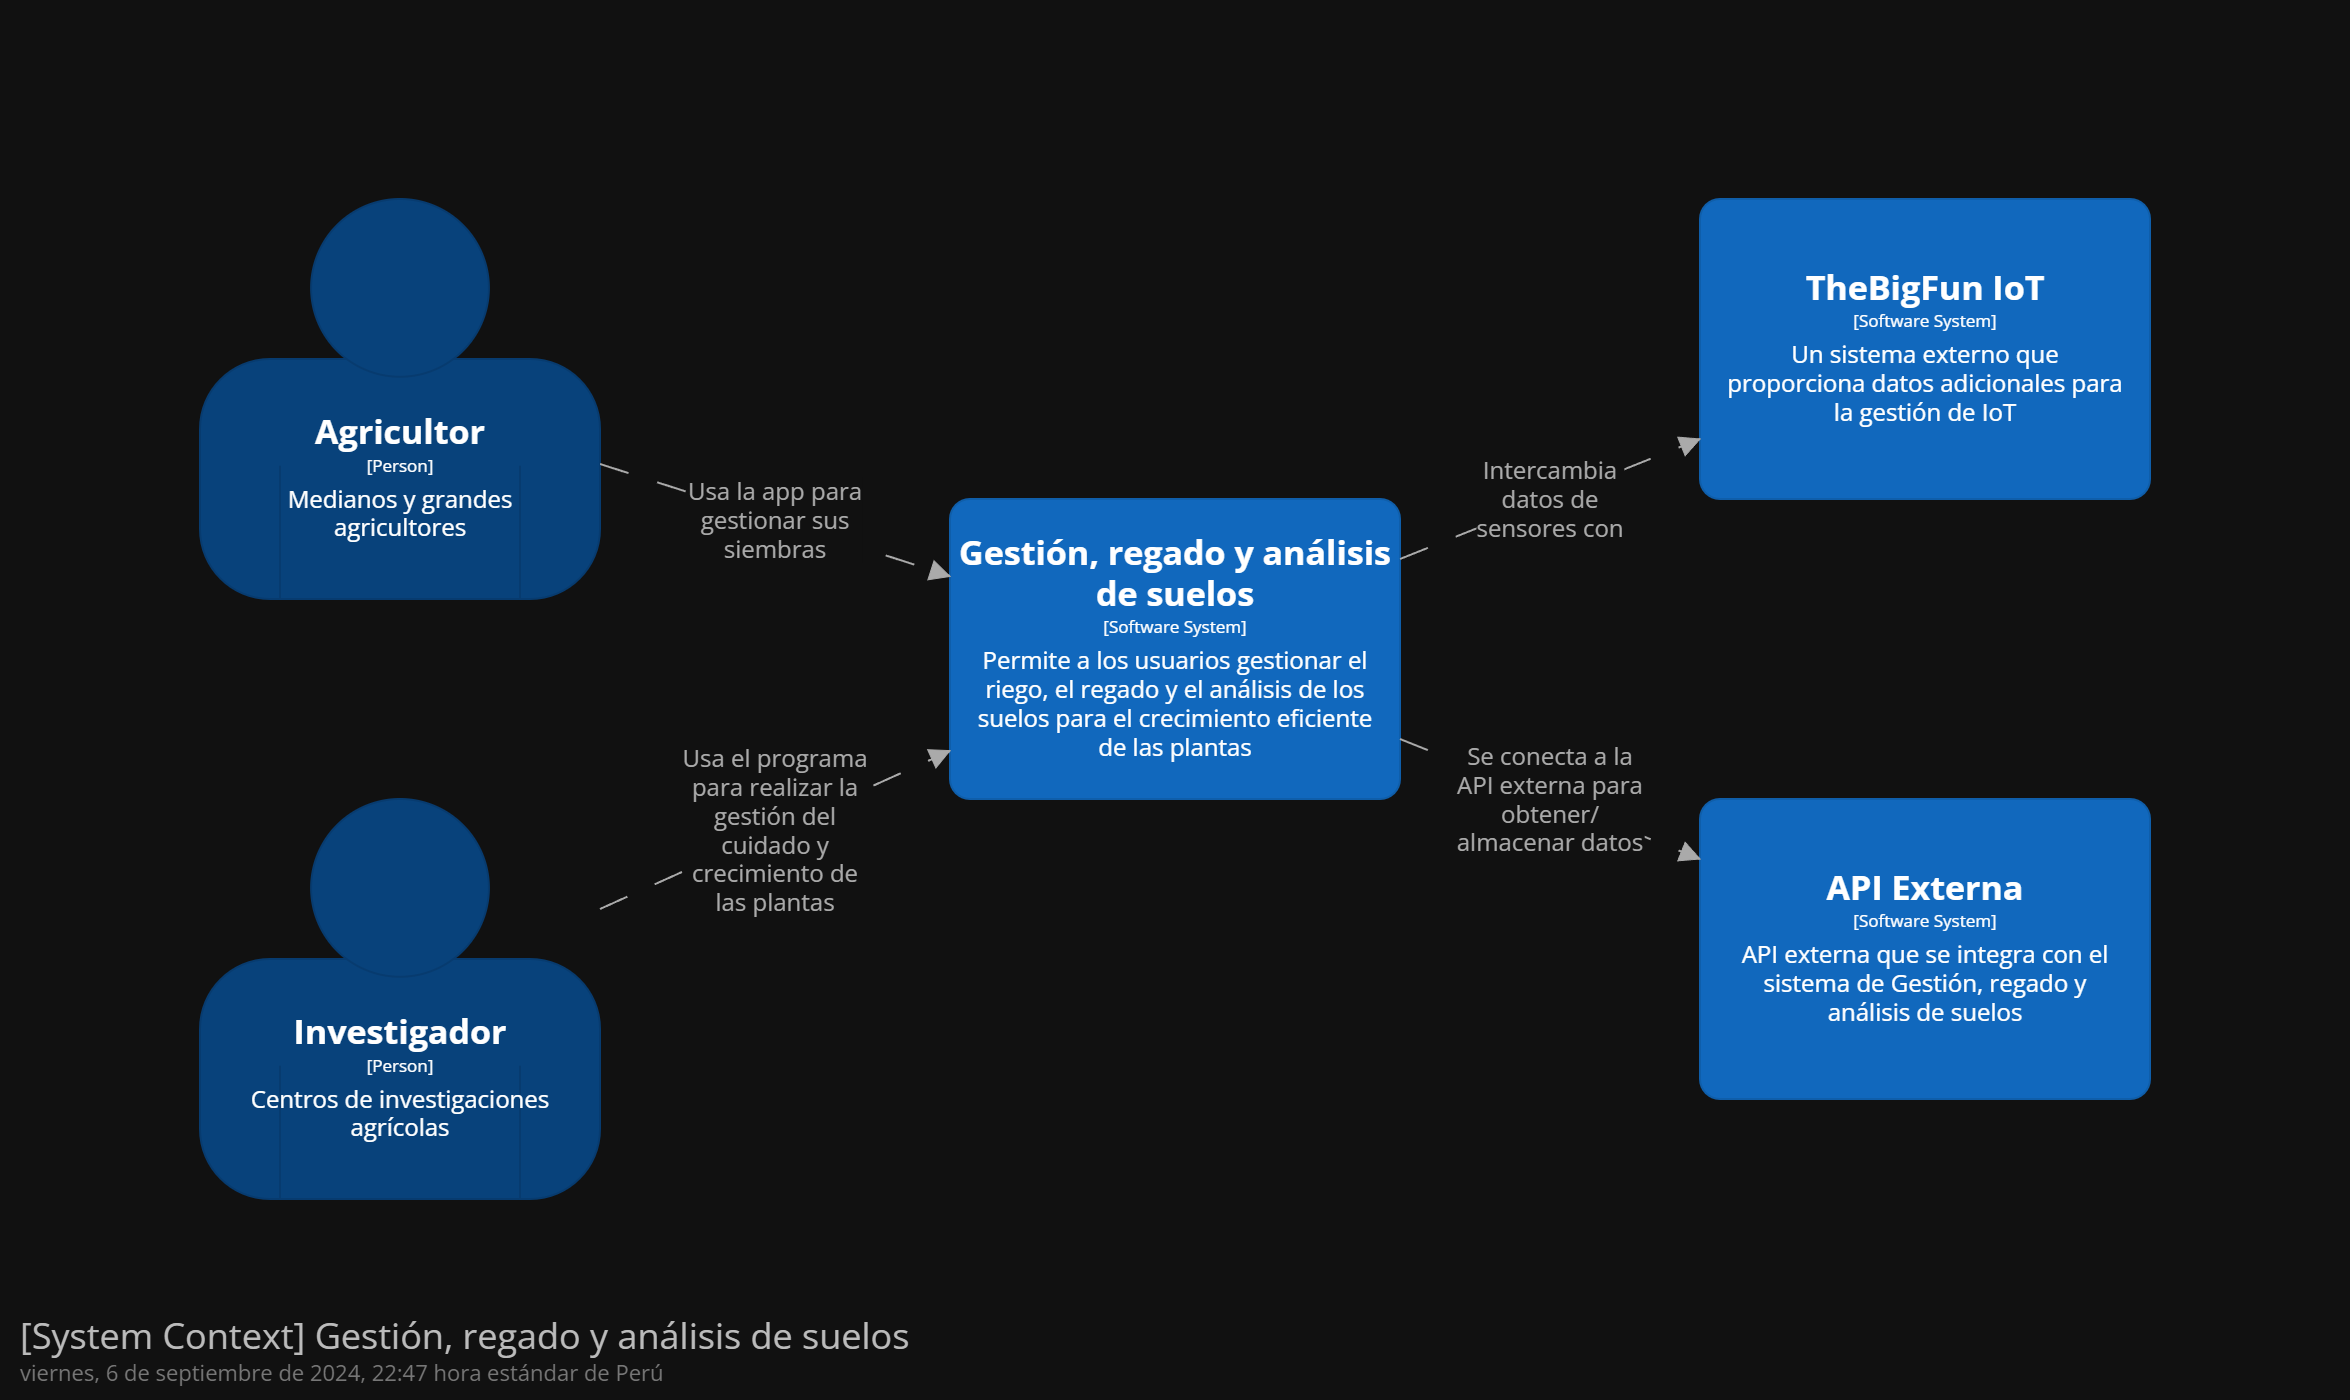 Agricultor
[Person]
Medianos y grandes
agricultores
Usa la app para
gestionar sus
siembras
Investigador
[Person]
Centros de investigaciones
agrícolas
Usa el programa
para realizar la
gestión del
cuidado y
crecimiento de
las plantas
Gestión, regado y análisis
de suelos
[Software System]
Permite a los usuarios gestionar el
riego, el regado y el análisis de los
suelos para el crecimiento eficiente
de las plantas
Intercambia
datos de
sensores con
TheBigFun IoT
[Software System]
Un sistema externo que
proporciona datos adicionales para
la gestión de IoT
Se conecta a la
API externa para
obtener/
almacenar datos
API Externa
[Software System]
API externa que se integra con el
sistema de Gestión, regado y
análisis de suelos
[System Context] Gestión, regado y análisis de suelos
viernes, 6 de septiembre de 2024, 22:47 hora estándar de Perú